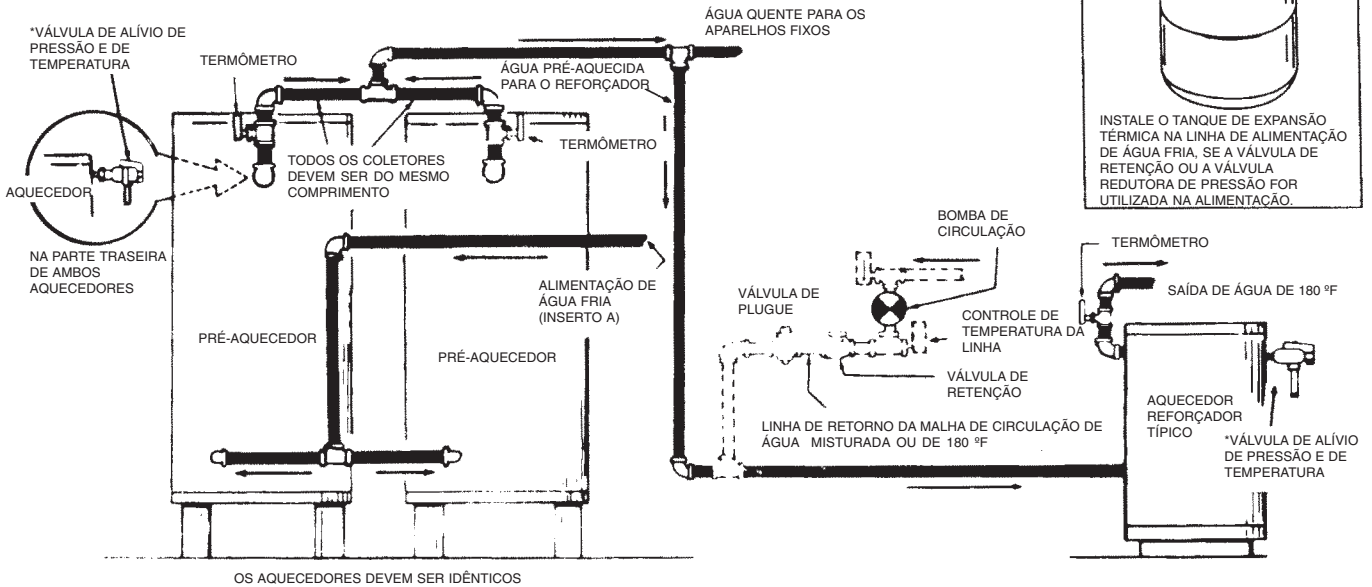 *VÁLVULA DE ALÍVIO DE
PRESSÃO E DE
TEMPERATURA
TERMÔMETRO
ÁGUA QUENTE PARA OS
APARELHOS FIXOS
ÁGUA PRÉ-AQUECIDA
PARA O REFORÇADOR
TERMÔMETRO
TODOS OS COLETORES
DEVEM SER DO MESMO
COMPRIMENTO
AQUECEDOR
NA PARTE TRASEIRA
DE AMBOS
AQUECEDORES
INSTALE O TANQUE DE EXPANSÃO
TÉRMICA NA LINHA DE ALIMENTAÇÃO
DE ÁGUA FRIA, SE A VÁLVULA DE
RETENÇÃO OU A VÁLVULA
REDUTORA DE PRESSÃO FOR
UTILIZADA NA ALIMENTAÇÃO.
ALIMENTAÇÃO DE
ÁGUA FRIA
(INSERTO A)
PRÉ-AQUECEDOR
PRÉ-AQUECEDOR
BOMBA DE
CIRCULAÇÃO
VÁLVULA DE
PLUGUE
CONTROLE DE
TEMPERATURA DA
LINHA
VÁLVULA DE
RETENÇÃO
LINHA DE RETORNO DA MALHA DE CIRCULAÇÃO DE
ÁGUA MISTURADA OU DE 180 ºF
TERMÔMETRO
SAÍDA DE ÁGUA DE 180 ºF
AQUECEDOR
REFORÇADOR
TÍPICO
*VÁLVULA DE ALÍVIO
DE PRESSÃO E DE
TEMPERATURA
OS AQUECEDORES DEVEM SER IDÊNTICOS